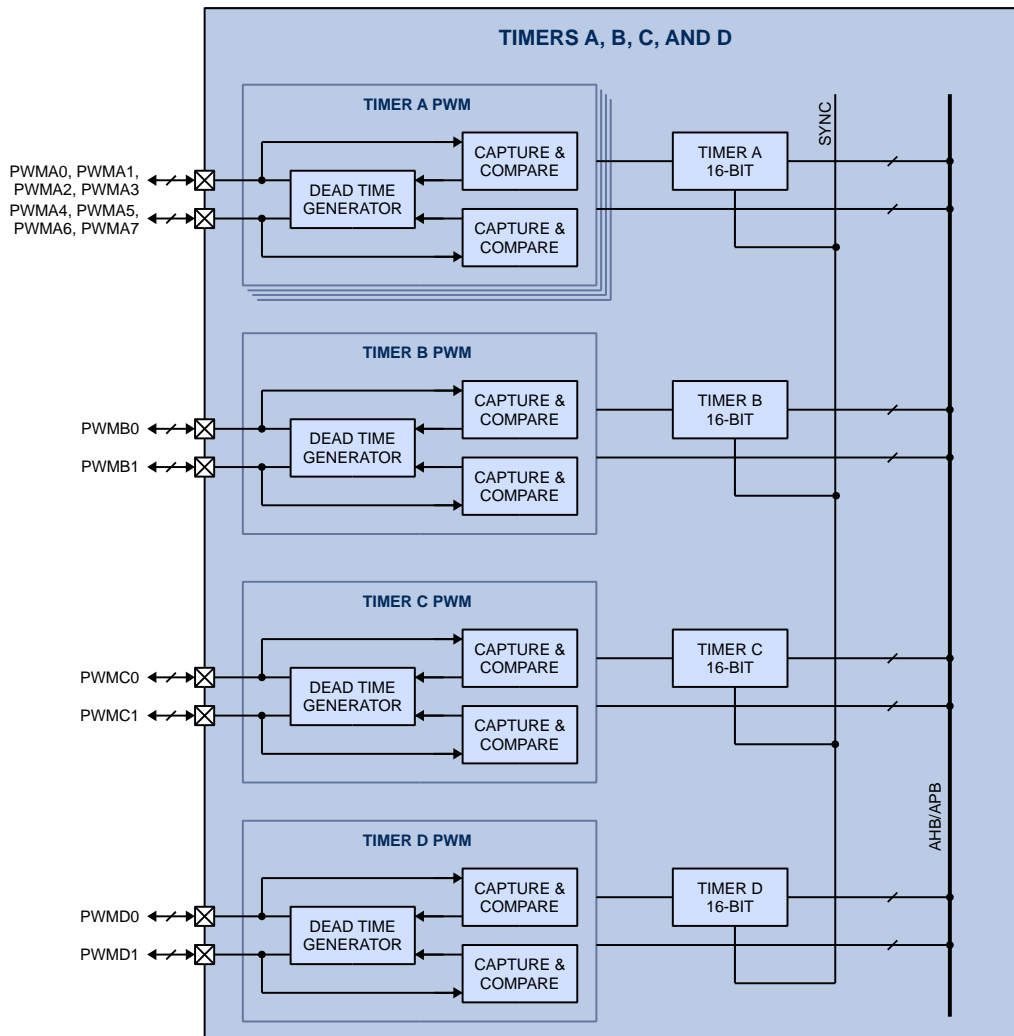 TIMERS A, B, C, AND D
TIMER A PWM
SYNC
PWMA0, PWMA1,
PWMA2, PWMA3
PWMA4, PWMA5,
PWMA6, PWMA7
DEAD TIME
GENERATOR
CAPTURE &
COMPARE
CAPTURE &
COMPARE
TIMER A
16-BIT
TIMER B PWM
PWMB0
PWMB1
DEAD TIME
GENERATOR
CAPTURE &
COMPARE
CAPTURE &
COMPARE
TIMER B
16-BIT
TIMER C PWM
PWMC0
PWMC1
DEAD TIME
GENERATOR
CAPTURE &
COMPARE
CAPTURE &
COMPARE
TIMER C
16-BIT
AHB/APB
TIMER D PWM
PWMD0
PWMD1
DEAD TIME
GENERATOR
CAPTURE &
COMPARE
CAPTURE &
COMPARE
TIMER D
16-BIT